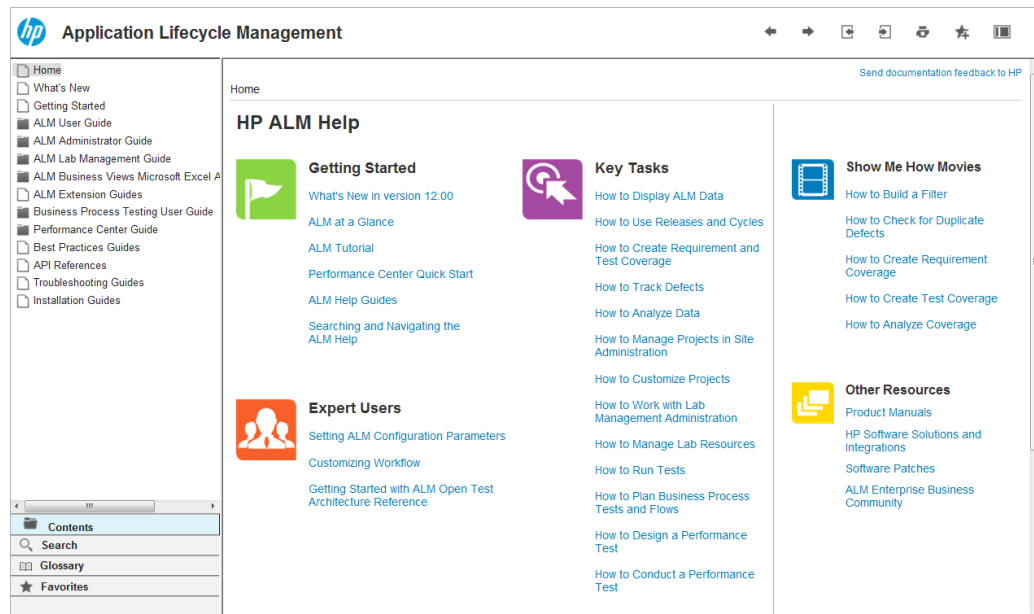 hp
Application Lifecycle Management
Home
What's New
Getting Started
ALM User Guide
ALM Administrator Guide
ALM Lab Management Guide
ALM Business Views Microsoft Excel A
ALM Extension Guides
Business Process Testing User Guide
Performance Center Guide
Best Practices Guides
API References
Troubleshooting Guides
Installation Guides
Contents
Search
Glossary
Favorites
Send documentation feedback to HP
Home
HP ALM Help
Getting Started
What's New in version 12:00
ALM at a Glance
ALM Tutorial
Performance Center Quick Start
ALM Help Guides
Searching and Navigating the
ALM Help
Expert Users
Setting ALM Configuration Parameters
Customizing Workflow
Getting Started with ALM Open Test
Architecture Reference
Key Tasks
How to Display ALM Data
How to Use Releases and Cycles
How to Create Requirement and
Test Coverage
How to Track Defects
How to Analyze Data
How to Manage Projects in Site
Administration
How to Customize Projects
How to Work with Lab
Management Administration
How to Manage Lab Resources
How to Run Tests
How to Plan Business Process
Tests and Flows
How to Design a Performance
Test
How to Conduct a Performance
Test
Show Me How Movies
How to Build a Filter
How to Check for Duplicate
Defects
How to Create Requirement
Coverage
How to Create Test Coverage
How to Analyze Coverage
Other Resources
Product Manuals
HP Software Solutions and
Integrations
Software Patches
ALM Enterprise Business
Community